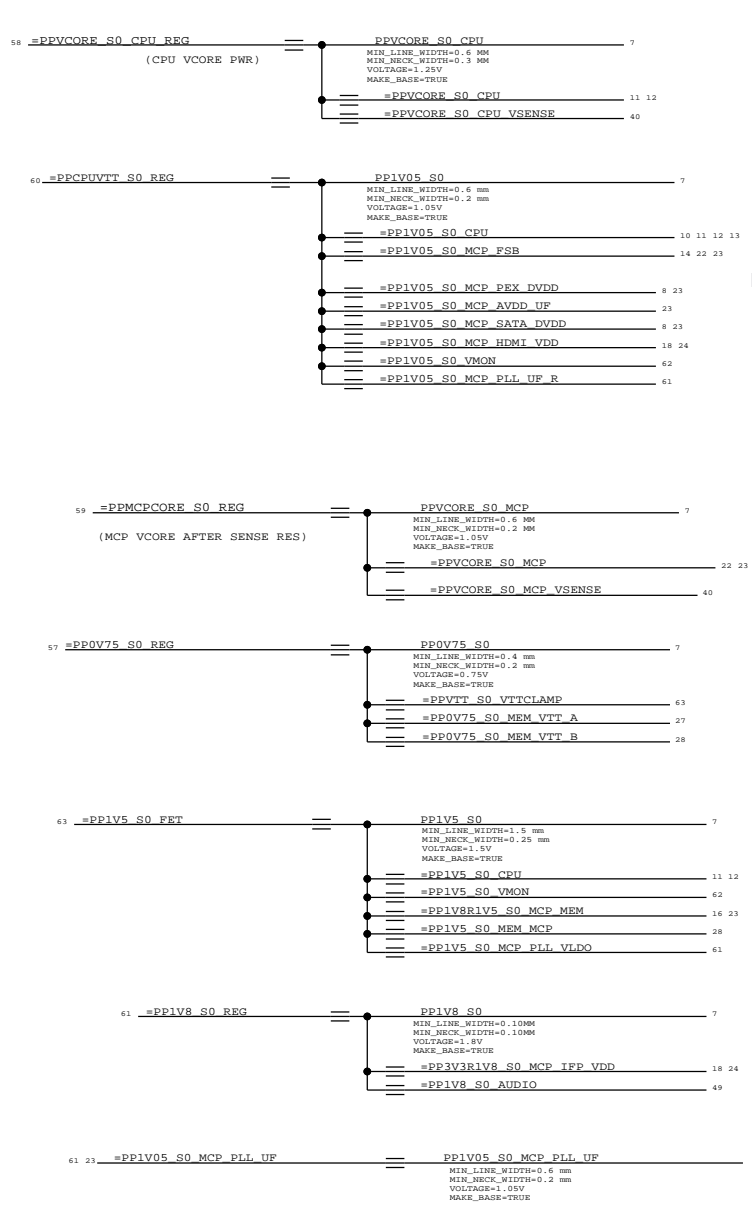 58 =PPVCORE_S0_CPU_REG PPVCORE_S0_CPU 7
(CPU VCORE PWR)
MIN_LINE_WIDTH=0.6 MM
MIN_NECK_WIDTH=0.3 MM
VOLTAGE=1.25V
MAKE_BASE=TRUE
=PPVCORE_S0_CPU 11 12
=PPVCORE_S0_CPU_VSENSE 40
60 =PPCPUVTT_S0_REG PP1V05_S0 7
MIN_LINE_WIDTH=0.6 mm
MIN_NECK_WIDTH=0.2 mm
VOLTAGE=1.05V
MAKE_BASE=TRUE
=PP1V05_S0_CPU 10 11 12 13
=PP1V05_S0_MCP_FSB 14 22 23
=PP1V05_S0_MCP_PEX_DVDD 8 23
=PP1V05_S0_MCP_AVDD_UF 23
=PP1V05_S0_MCP_SATA_DVDD 8 23
=PP1V05_S0_MCP_HDMI_VDD 18 24
=PP1V05_S0_VMON 62
=PP1V05_S0_MCP_PLL_UF_R 61
59 =PPMCPCORE_S0_REG PPVCORE_S0_MCP 7
(MCP VCORE AFTER SENSE RES)
MIN_LINE_WIDTH=0.6 MM
MIN_NECK_WIDTH=0.2 MM
VOLTAGE=1.05V
MAKE_BASE=TRUE
=PPVCORE_S0_MCP 22 23
=PPVCORE_S0_MCP_VSENSE 40
57 =PP0V75_S0_REG PP0V75_S0 7
MIN_LINE_WIDTH=0.4 mm
MIN_NECK_WIDTH=0.2 mm
VOLTAGE=0.75V
MAKE_BASE=TRUE
=PPVTT_S0_VTTCLAMP 63
=PP0V75_S0_MEM_VTT_A 27
=PP0V75_S0_MEM_VTT_B 28
63 =PP1V5_S0_FET PP1V5_S0 7
MIN_LINE_WIDTH=1.5 mm
MIN_NECK_WIDTH=0.25 mm
VOLTAGE=1.5V
MAKE_BASE=TRUE
=PP1V5_S0_CPU 11 12
=PP1V5_S0_VMON 62
=PP1V8R1V5_S0_MCP_MEM 16 23
=PP1V5_S0_MEM_MCP 28
=PP1V5_S0_MCP_PLL_VLDO 61
61 =PP1V8_S0_REG PP1V8_S0 7
MIN_LINE_WIDTH=0.10MM
MIN_NECK_WIDTH=0.10MM
VOLTAGE=1.8V
MAKE_BASE=TRUE
=PP3V3R1V8_S0_MCP_IFP_VDD 18 24
=PP1V8_S0_AUDIO 49
61 23 =PP1V05_S0_MCP_PLL_UF PP1V05_S0_MCP_PLL_UF
MIN_LINE_WIDTH=0.6 mm
MIN_NECK_WIDTH=0.2 mm
VOLTAGE=1.05V
MAKE_BASE=TRUE